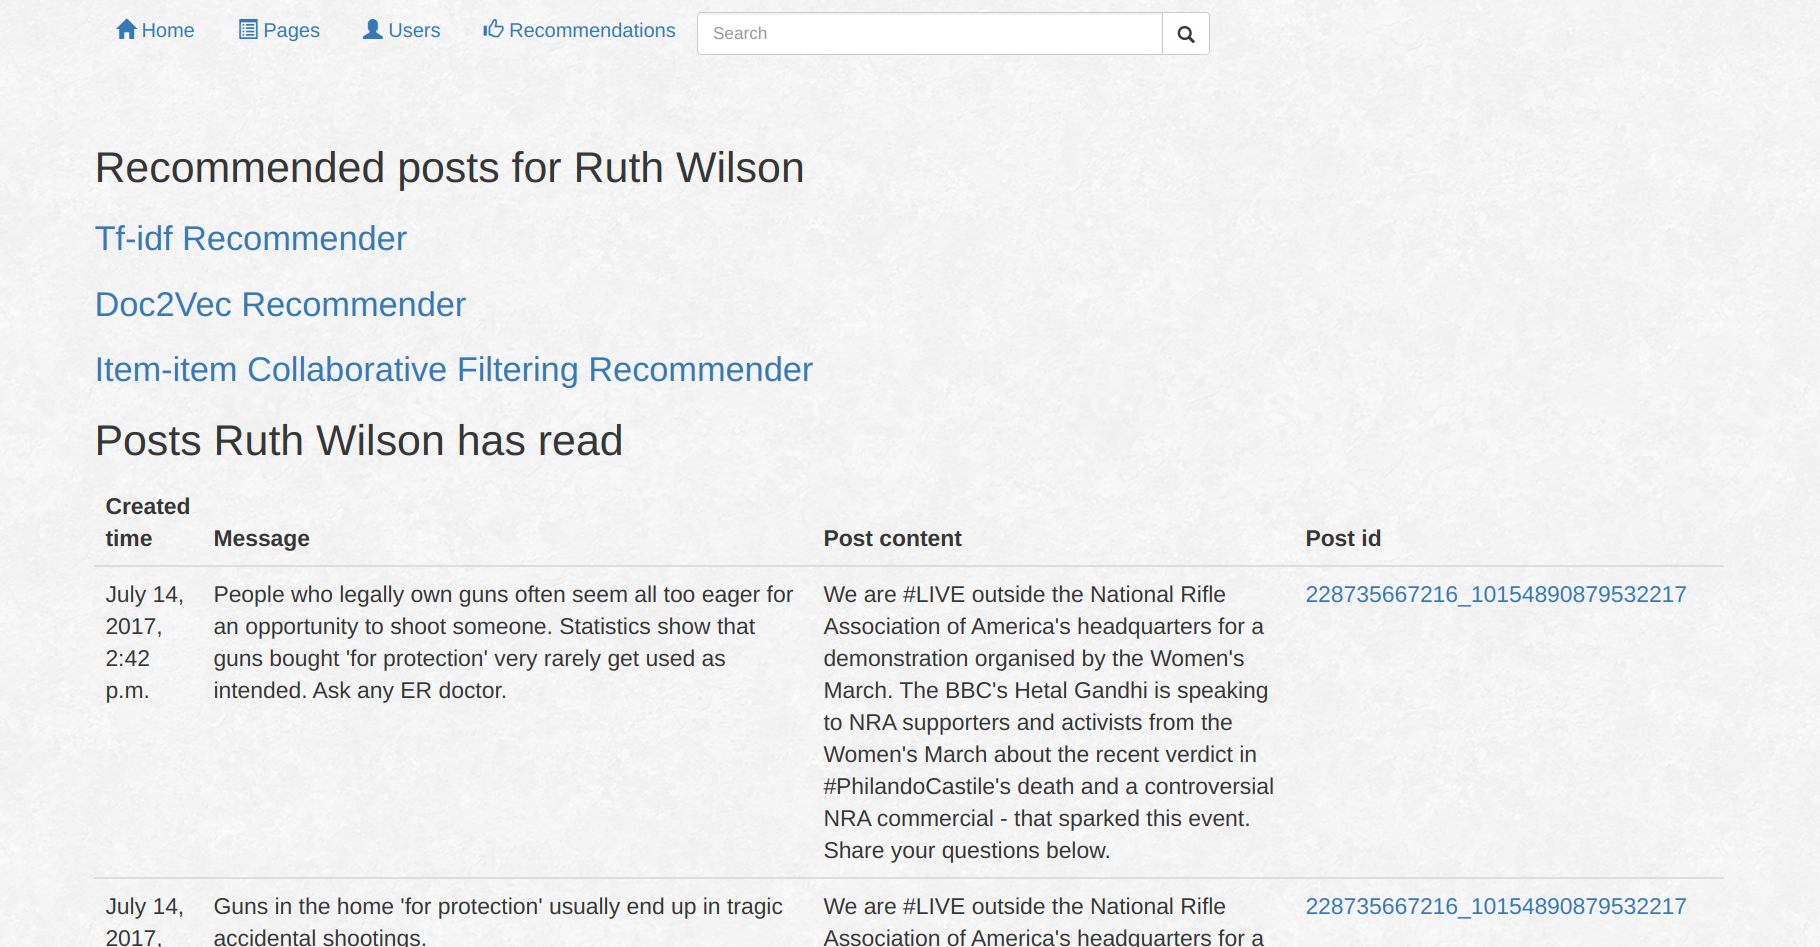 Home Pages Users Recommendations Search
Recommended posts for Ruth Wilson
Tf-idf Recommender
Doc2Vec Recommender
Item-item Collaborative Filtering Recommender
Posts Ruth Wilson has read
Created
time Message Post content Post id
July 14, People who legally own guns often seem all too eager for We are #LIVE outside the National Rifle 228735667216_10154890879532217
2017, an opportunity to shoot someone. Statistics show that Association of America's headquarters for a
2:42 guns bought 'for protection' very rarely get used as demonstration organised by the Women's
p.m. intended. Ask any ER doctor. March. The BBC's Hetal Gandhi is speaking
to NRA supporters and activists from the
Women's March about the recent verdict in
#PhilandoCastile's death and a controversial
NRA commercial - that sparked this event.
Share your questions below.
July 14, Guns in the home 'for protection' usually end up in tragic We are #LIVE outside the National Rifle 228735667216_10154890879532217
2017, accidental shootings. Association of America's headquarters for a